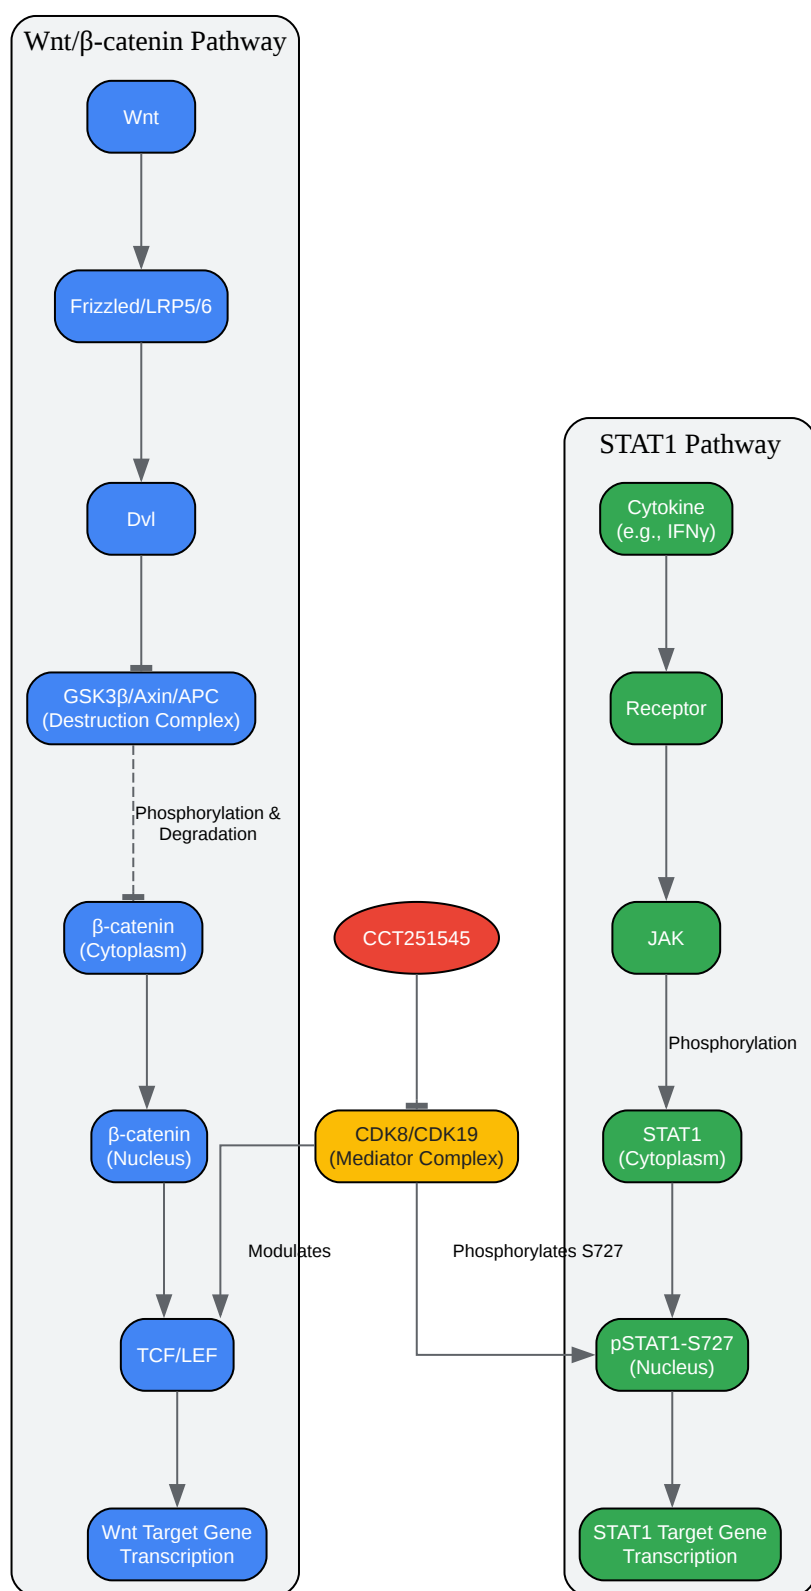 Wnt/β-catenin Pathway
Wnt
Frizzled/LRP5/6
Dvl
GSK3β/Axin/APC
(Destruction Complex)
Phosphorylation &
Degradation
β-catenin
(Cytoplasm)
β-catenin
(Nucleus)
TCF/LEF
Wnt Target Gene
Transcription
CCT251545
CDK8/CDK19
(Mediator Complex)
Modulates
Phosphorylates S727
STAT1 Pathway
Cytokine
(e.g., IFNγ)
Receptor
JAK
Phosphorylation
STAT1
(Cytoplasm)
pSTAT1-S727
(Nucleus)
STAT1 Target Gene
Transcription